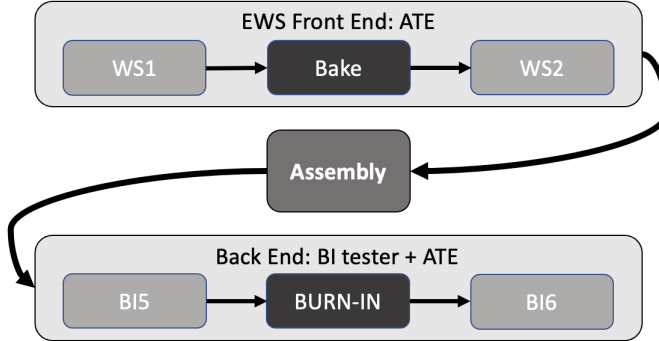 EWS Front End: ATE
WS1
Bake
WS2
Assembly
Back End: BI tester + ATE
BI5
BURN-IN
BI6